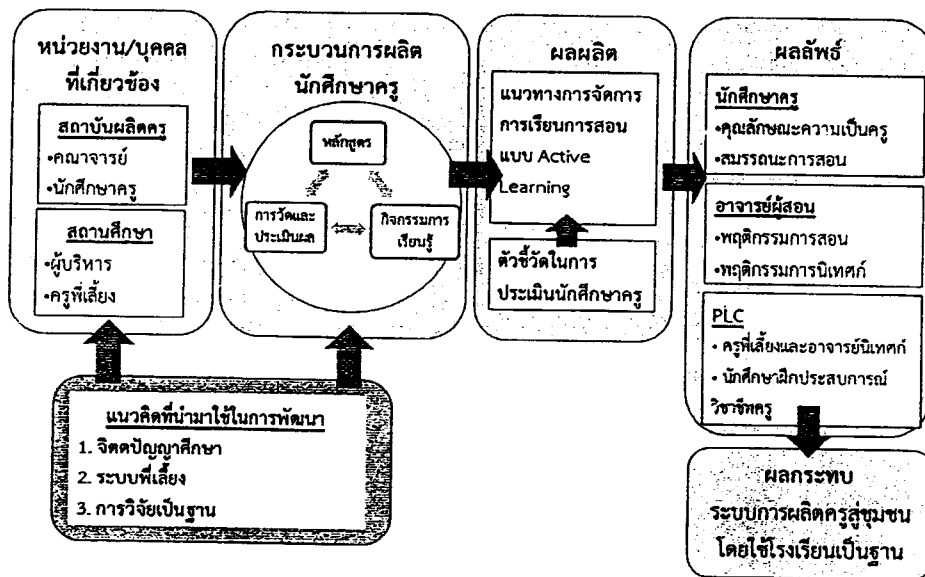 หน่วยงาน/บุคคล
ที่เกี่ยวข้อง
สถาบันผลิตครู
•คณาจารย์
•นักศึกษาครู
สถานศึกษา
•ผู้บริหาร
•ครูพี่เลี้ยง
กระบวนการผลิต
นักศึกษาครู
หลักสูตร
การวัดและ
ประเมินผล
กิจกรรมการ
เรียนรู้
ผลผลิต
แนวทางการจัดการ
การเรียนการสอน
แบบ Active
Learning
ตัวชี้วัดในการ
ประเมินนักศึกษาครู
ผลลัพธ์
นักศึกษาครู
•คุณลักษณะความเป็นครู
•สมรรถนะการสอน
อาจารย์ผู้สอน
•พฤติกรรมการสอน
•พฤติกรรมการนิเทศก์
PLC
• ครูพี่เลี้ยงและอาจารย์นิเทศก์
• นักศึกษาฝึกประสบการณ์
วิชาชีพครู
แนวคิดที่นำมาใช้ในการพัฒนา
1. จิตตปัญญาศึกษา
2. ระบบพี่เลี้ยง
3. การวิจัยเป็นฐาน
ผลกระทบ
ระบบการผลิตครูสู่ชุมชน
โดยใช้โรงเรียนเป็นฐาน